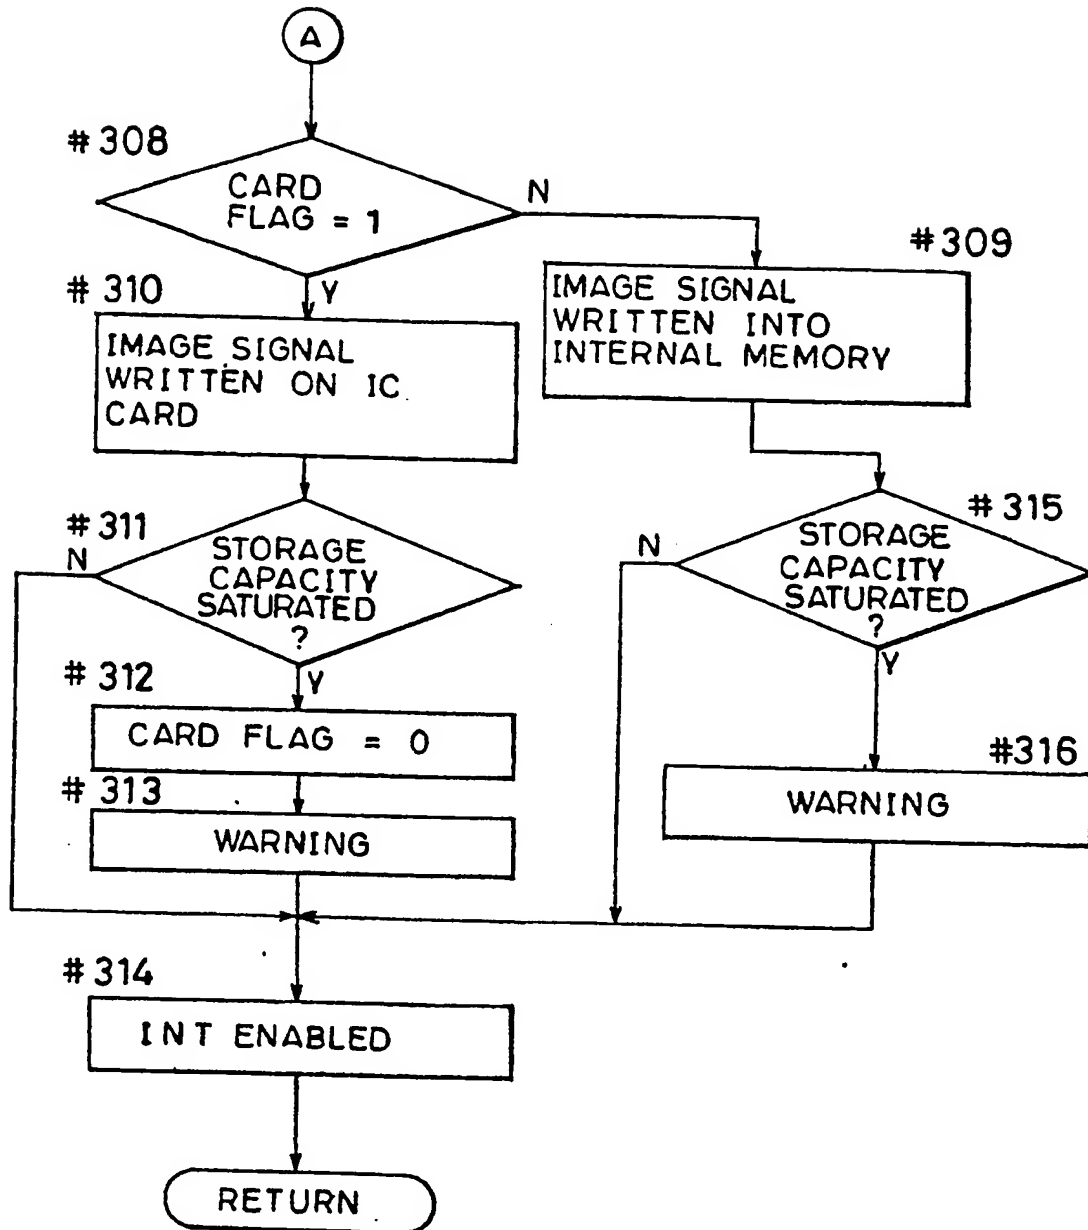 A
#308
CARD
FLAG = 1
N
Y
#309
IMAGE SIGNAL
WRITTEN INTO
INTERNAL MEMORY
#310
IMAGE SIGNAL
WRITTEN ON IC
CARD
#311
N
STORAGE
CAPACITY
SATURATED
?
Y
#315
N
STORAGE
CAPACITY
SATURATED
?
Y
#312
CARD FLAG = 0
#313
WARNING
#316
WARNING
#314
INT ENABLED
RETURN